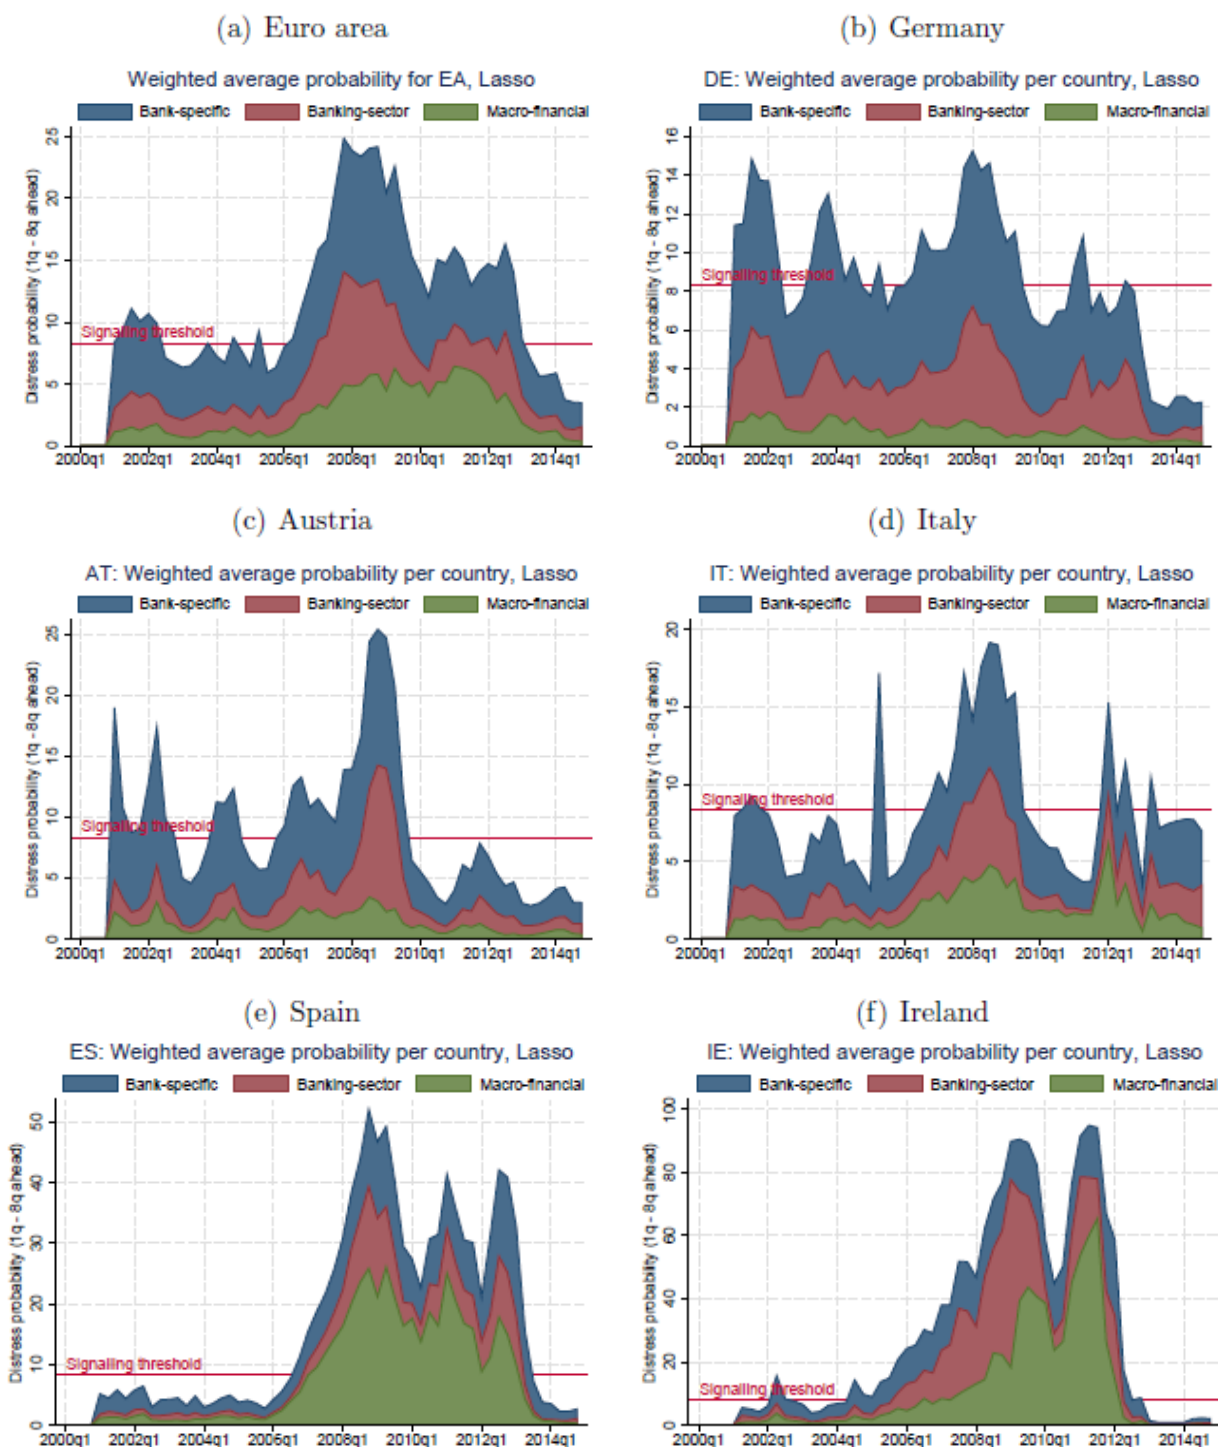 (a) Euro area
Weighted average probability for EA, Lasso
Bank-specific Banking-sector Macro-financial
Distress probability (1q - 8q ahead)
25
20
15
10
5
0
Signalling threshold
2000q1 2002q1 2004q1 2006q1 2008q1 2010q1 2012q1 2014q1
(b) Germany
DE: Weighted average probability per country, Lasso
Bank-specific Banking-sector Macro-financial
Distress probability (1q - 8q ahead)
16
14
12
10
8
6
4
2
0
Signalling threshold
2000q1 2002q1 2004q1 2006q1 2008q1 2010q1 2012q1 2014q1
(c) Austria
AT: Weighted average probability per country, Lasso
Bank-specific Banking-sector Macro-financial
Distress probability (1q - 8q ahead)
25
20
15
10
5
0
Signalling threshold
2000q1 2002q1 2004q1 2006q1 2008q1 2010q1 2012q1 2014q1
(d) Italy
IT: Weighted average probability per country, Lasso
Bank-specific Banking-sector Macro-financial
Distress probability (1q - 8q ahead)
20
15
10
5
0
Signalling threshold
2000q1 2002q1 2004q1 2006q1 2008q1 2010q1 2012q1 2014q1
(e) Spain
ES: Weighted average probability per country, Lasso
Bank-specific Banking-sector Macro-financial
Distress probability (1q - 8q ahead)
50
40
30
20
10
0
Signalling threshold
2000q1 2002q1 2004q1 2006q1 2008q1 2010q1 2012q1 2014q1
(f) Ireland
IE: Weighted average probability per country, Lasso
Bank-specific Banking-sector Macro-financial
Distress probability (1q - 8q ahead)
100
80
60
40
20
0
Signalling threshold
2000q1 2002q1 2004q1 2006q1 2008q1 2010q1 2012q1 2014q1